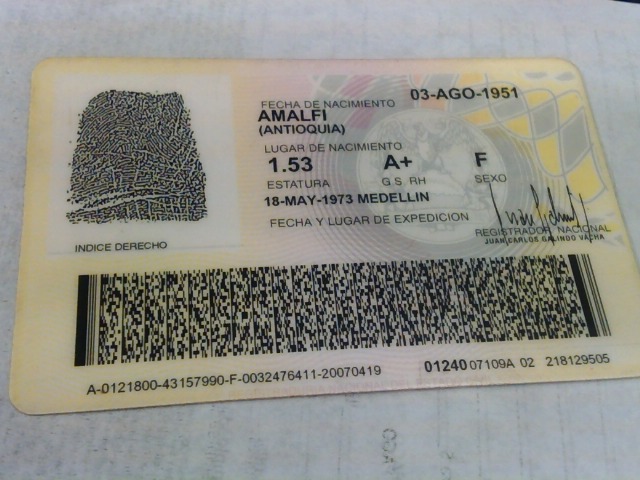 FECHA DE NACIMIENTO 03-AGO-1951
AMALFI
(ANTIOQUIA)
LUGAR DE NACIMIENTO
1.53 A+ F
ESTATURA G S RH SEXO
18-MAY-1973 MEDELLIN
FECHA Y LUGAR DE EXPEDICION
REGISTRADOR NACIONAL
JUAN CARLOS GALINDO VACHA
INDICE DERECHO
A-0121800-43157990-F-0032476411-20070419
01240 07109A 02 218129505